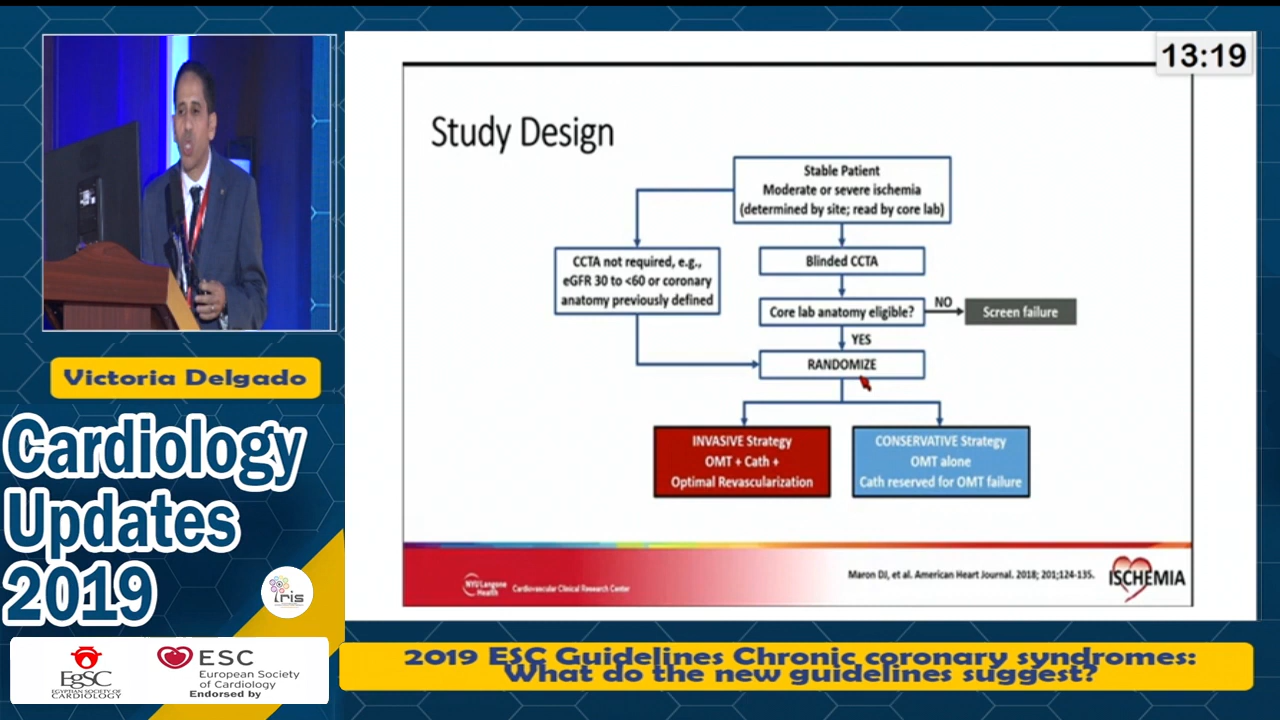 13:19
Study Design
Stable Patient
Moderate or severe ischemia
(determined by site; read by core lab)
CCTA not required, e.g.,
eGFR 30 to <60 or coronary
anatomy previously defined
Blinded CCTA
Core lab anatomy eligible?
NO
Screen failure
YES
RANDOMIZE
INVASIVE Strategy
OMT + Cath +
Optimal Revascularization
CONSERVATIVE Strategy
OMT alone
Cath reserved for OMT failure
NYU Langone
Health
Cardiovascular Clinical Research Center
Maron DJ, et al. American Heart Journal. 2018; 201;124-135.
ISCHEMIA
Victoria Delgado
Cardiology
Updates
2019
iris
EgSC
EGYPTIAN SOCIETY OF
CARDIOLOGY
ESC
European Society
of Cardiology
Endorsed by
2019 ESC Guidelines Chronic coronary syndromes:
What do the new guidelines suggest?